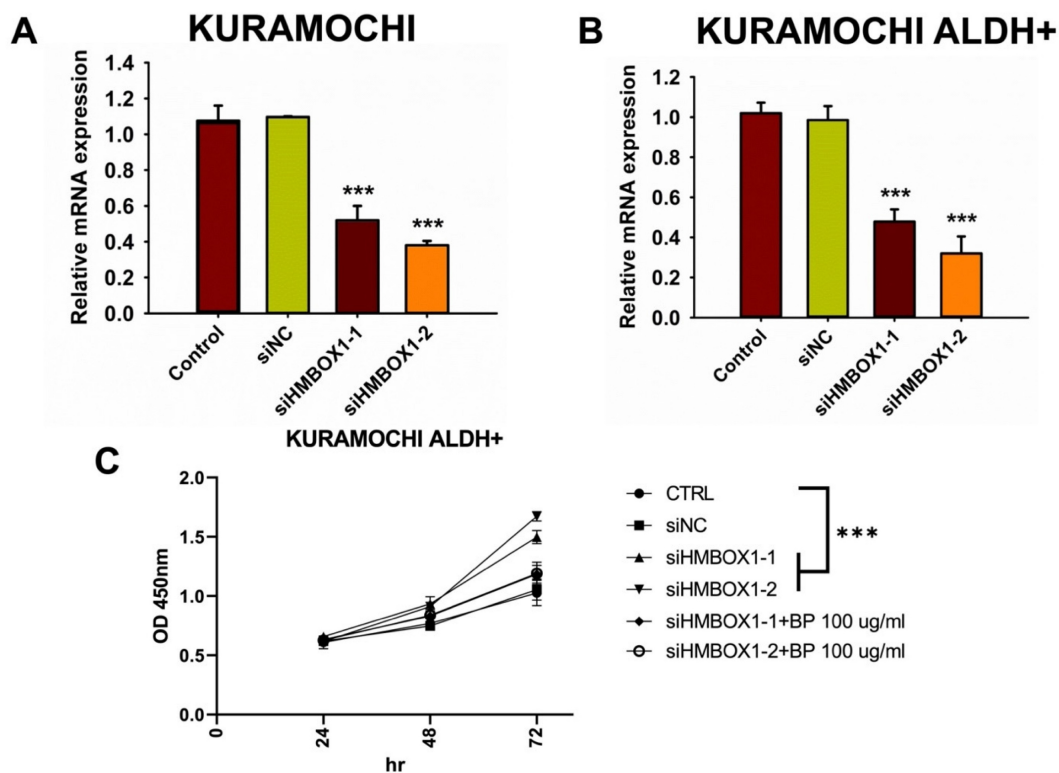 A
KURAMOCHI
Relative mRNA expression
1.4
1.2
1.0
0.8
0.6
0.4
0.2
0.0
***
***
Control
siNC
siHMBOX1-1
siHMBOX1-2
B
KURAMOCHI ALDH+
Relative mRNA expression
1.2
1.0
0.8
0.6
0.4
0.2
0.0
***
***
Control
siNC
siHMBOX1-1
siHMBOX1-2
C
KURAMOCHI ALDH+
OD 450nm
2.0
1.5
1.0
0.5
0.0
0
24
48
72
hr
CTRL
siNC
siHMBOX1-1
siHMBOX1-2
siHMBOX1-1+BP 100 ug/ml
siHMBOX1-2+BP 100 ug/ml
***